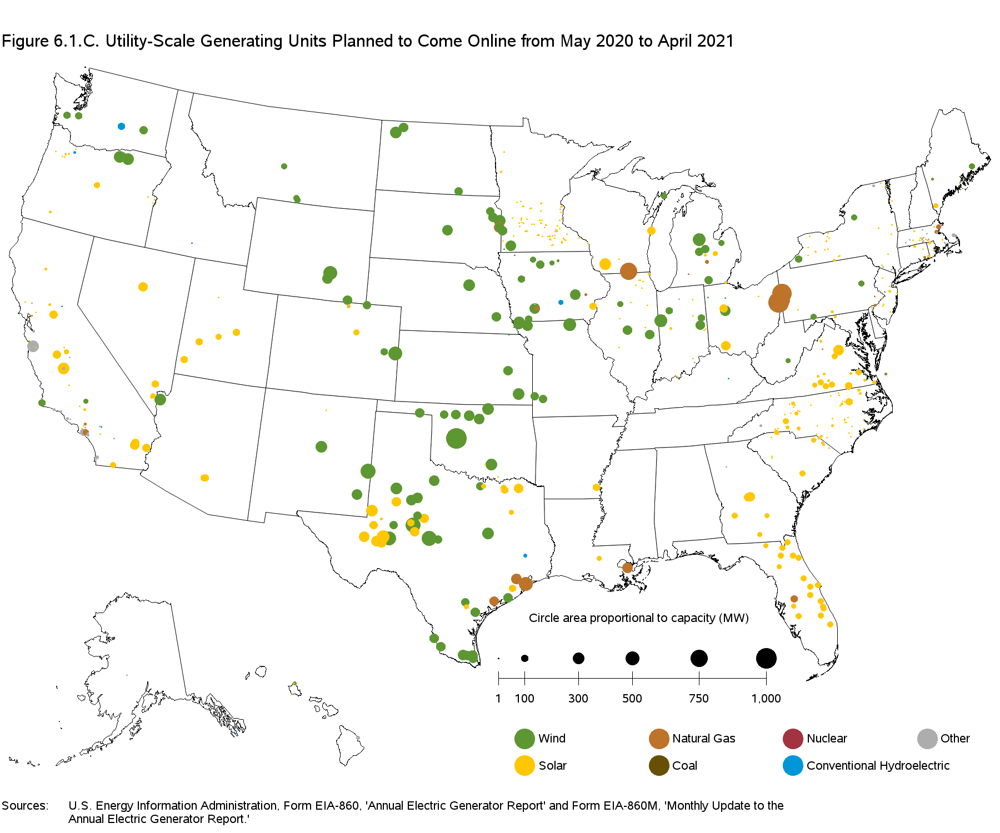 Figure 6.1.C. Utility-Scale Generating Units Planned to Come Online from May 2020 to April 2021
Circle area proportional to capacity (MW)
1 100 300 500 750 1,000
Wind Natural Gas Nuclear Other
Solar Coal Conventional Hydroelectric
Sources: U.S. Energy Information Administration, Form EIA-860, 'Annual Electric Generator Report' and Form EIA-860M, 'Monthly Update to the
Annual Electric Generator Report.'